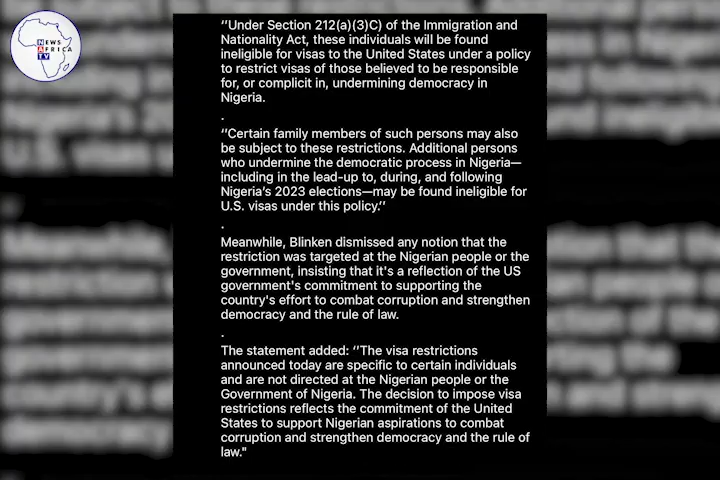 NEWS
AFRICA
TV
‘‘Under Section 212(a)(3)C) of the Immigration and
Nationality Act, these individuals will be found
ineligible for visas to the United States under a policy
to restrict visas of those believed to be responsible
for, or complicit in, undermining democracy in
Nigeria.
.
‘‘Certain family members of such persons may also
be subject to these restrictions. Additional persons
who undermine the democratic process in Nigeria—
including in the lead-up to, during, and following
Nigeria’s 2023 elections—may be found ineligible for
U.S. visas under this policy.‘’
.
Meanwhile, Blinken dismissed any notion that the
restriction was targeted at the Nigerian people or the
government, insisting that it's a reflection of the US
government's commitment to supporting the
country's effort to combat corruption and strengthen
democracy and the rule of law.
.
The statement added: ‘’The visa restrictions
announced today are specific to certain individuals
and are not directed at the Nigerian people or the
Government of Nigeria. The decision to impose visa
restrictions reflects the commitment of the United
States to support Nigerian aspirations to combat
corruption and strengthen democracy and the rule of
law."